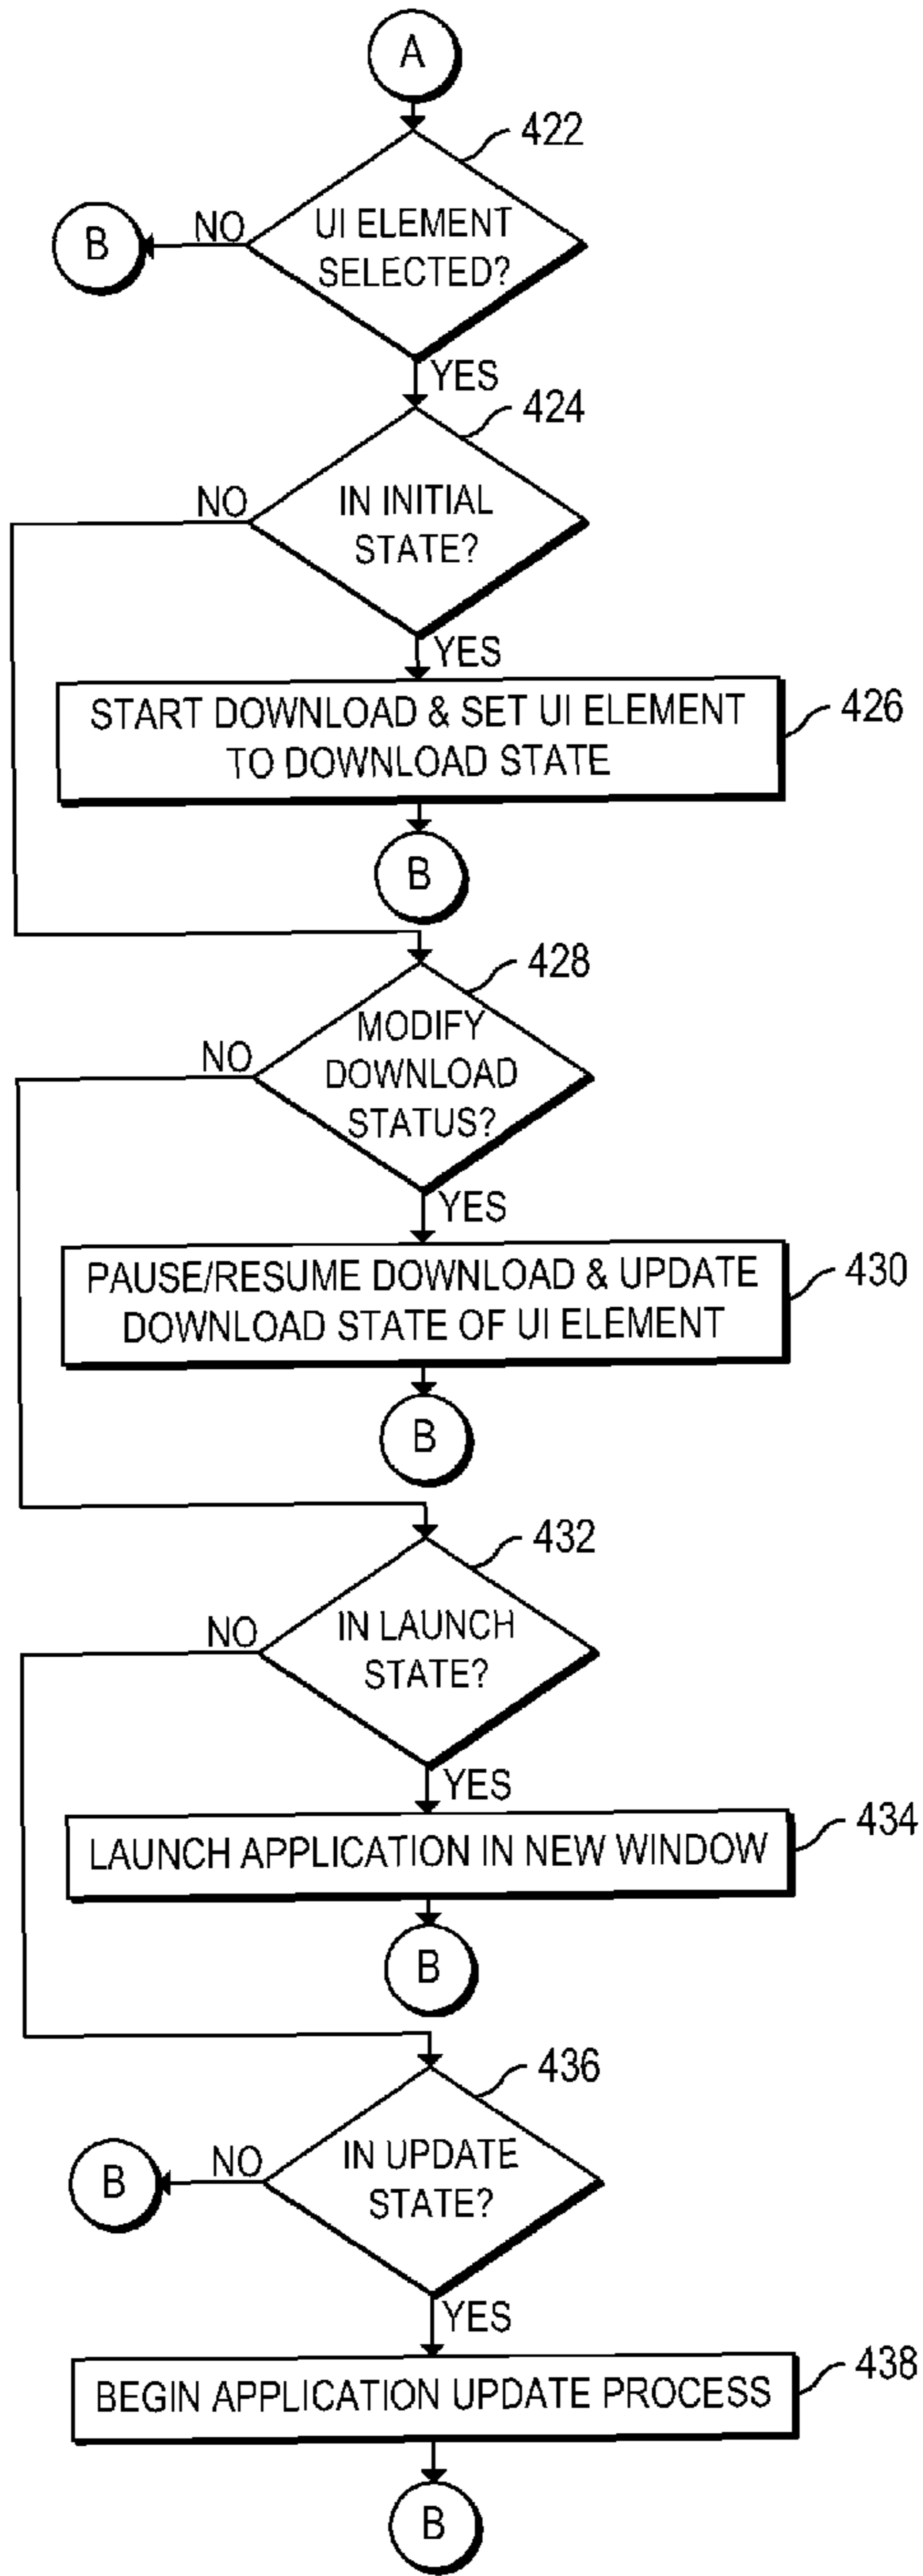 A
422
UI ELEMENT
SELECTED?
NO
B
YES
424
IN INITIAL
STATE?
NO
YES
START DOWNLOAD & SET UI ELEMENT
TO DOWNLOAD STATE
426
B
428
MODIFY
DOWNLOAD
STATUS?
NO
YES
PAUSE/RESUME DOWNLOAD & UPDATE
DOWNLOAD STATE OF UI ELEMENT
430
B
432
IN LAUNCH
STATE?
NO
YES
LAUNCH APPLICATION IN NEW WINDOW
434
B
436
IN UPDATE
STATE?
NO
B
YES
BEGIN APPLICATION UPDATE PROCESS
438
B